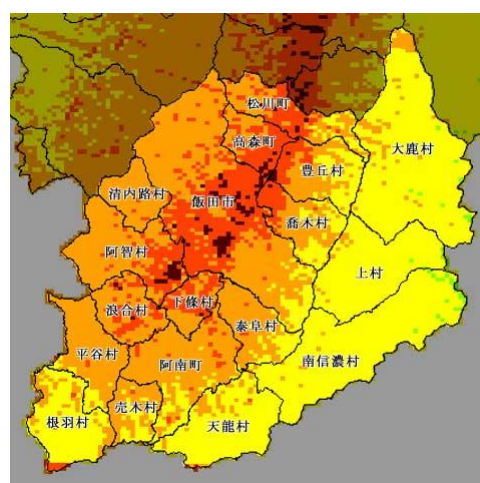 松川町
高森町
大鹿村
豊丘村
清内路村
飯田市
喬木村
阿智村
上村
浪合村
下條村
泰阜村
平谷村
阿南町
南信濃村
売木村
根羽村
天龍村